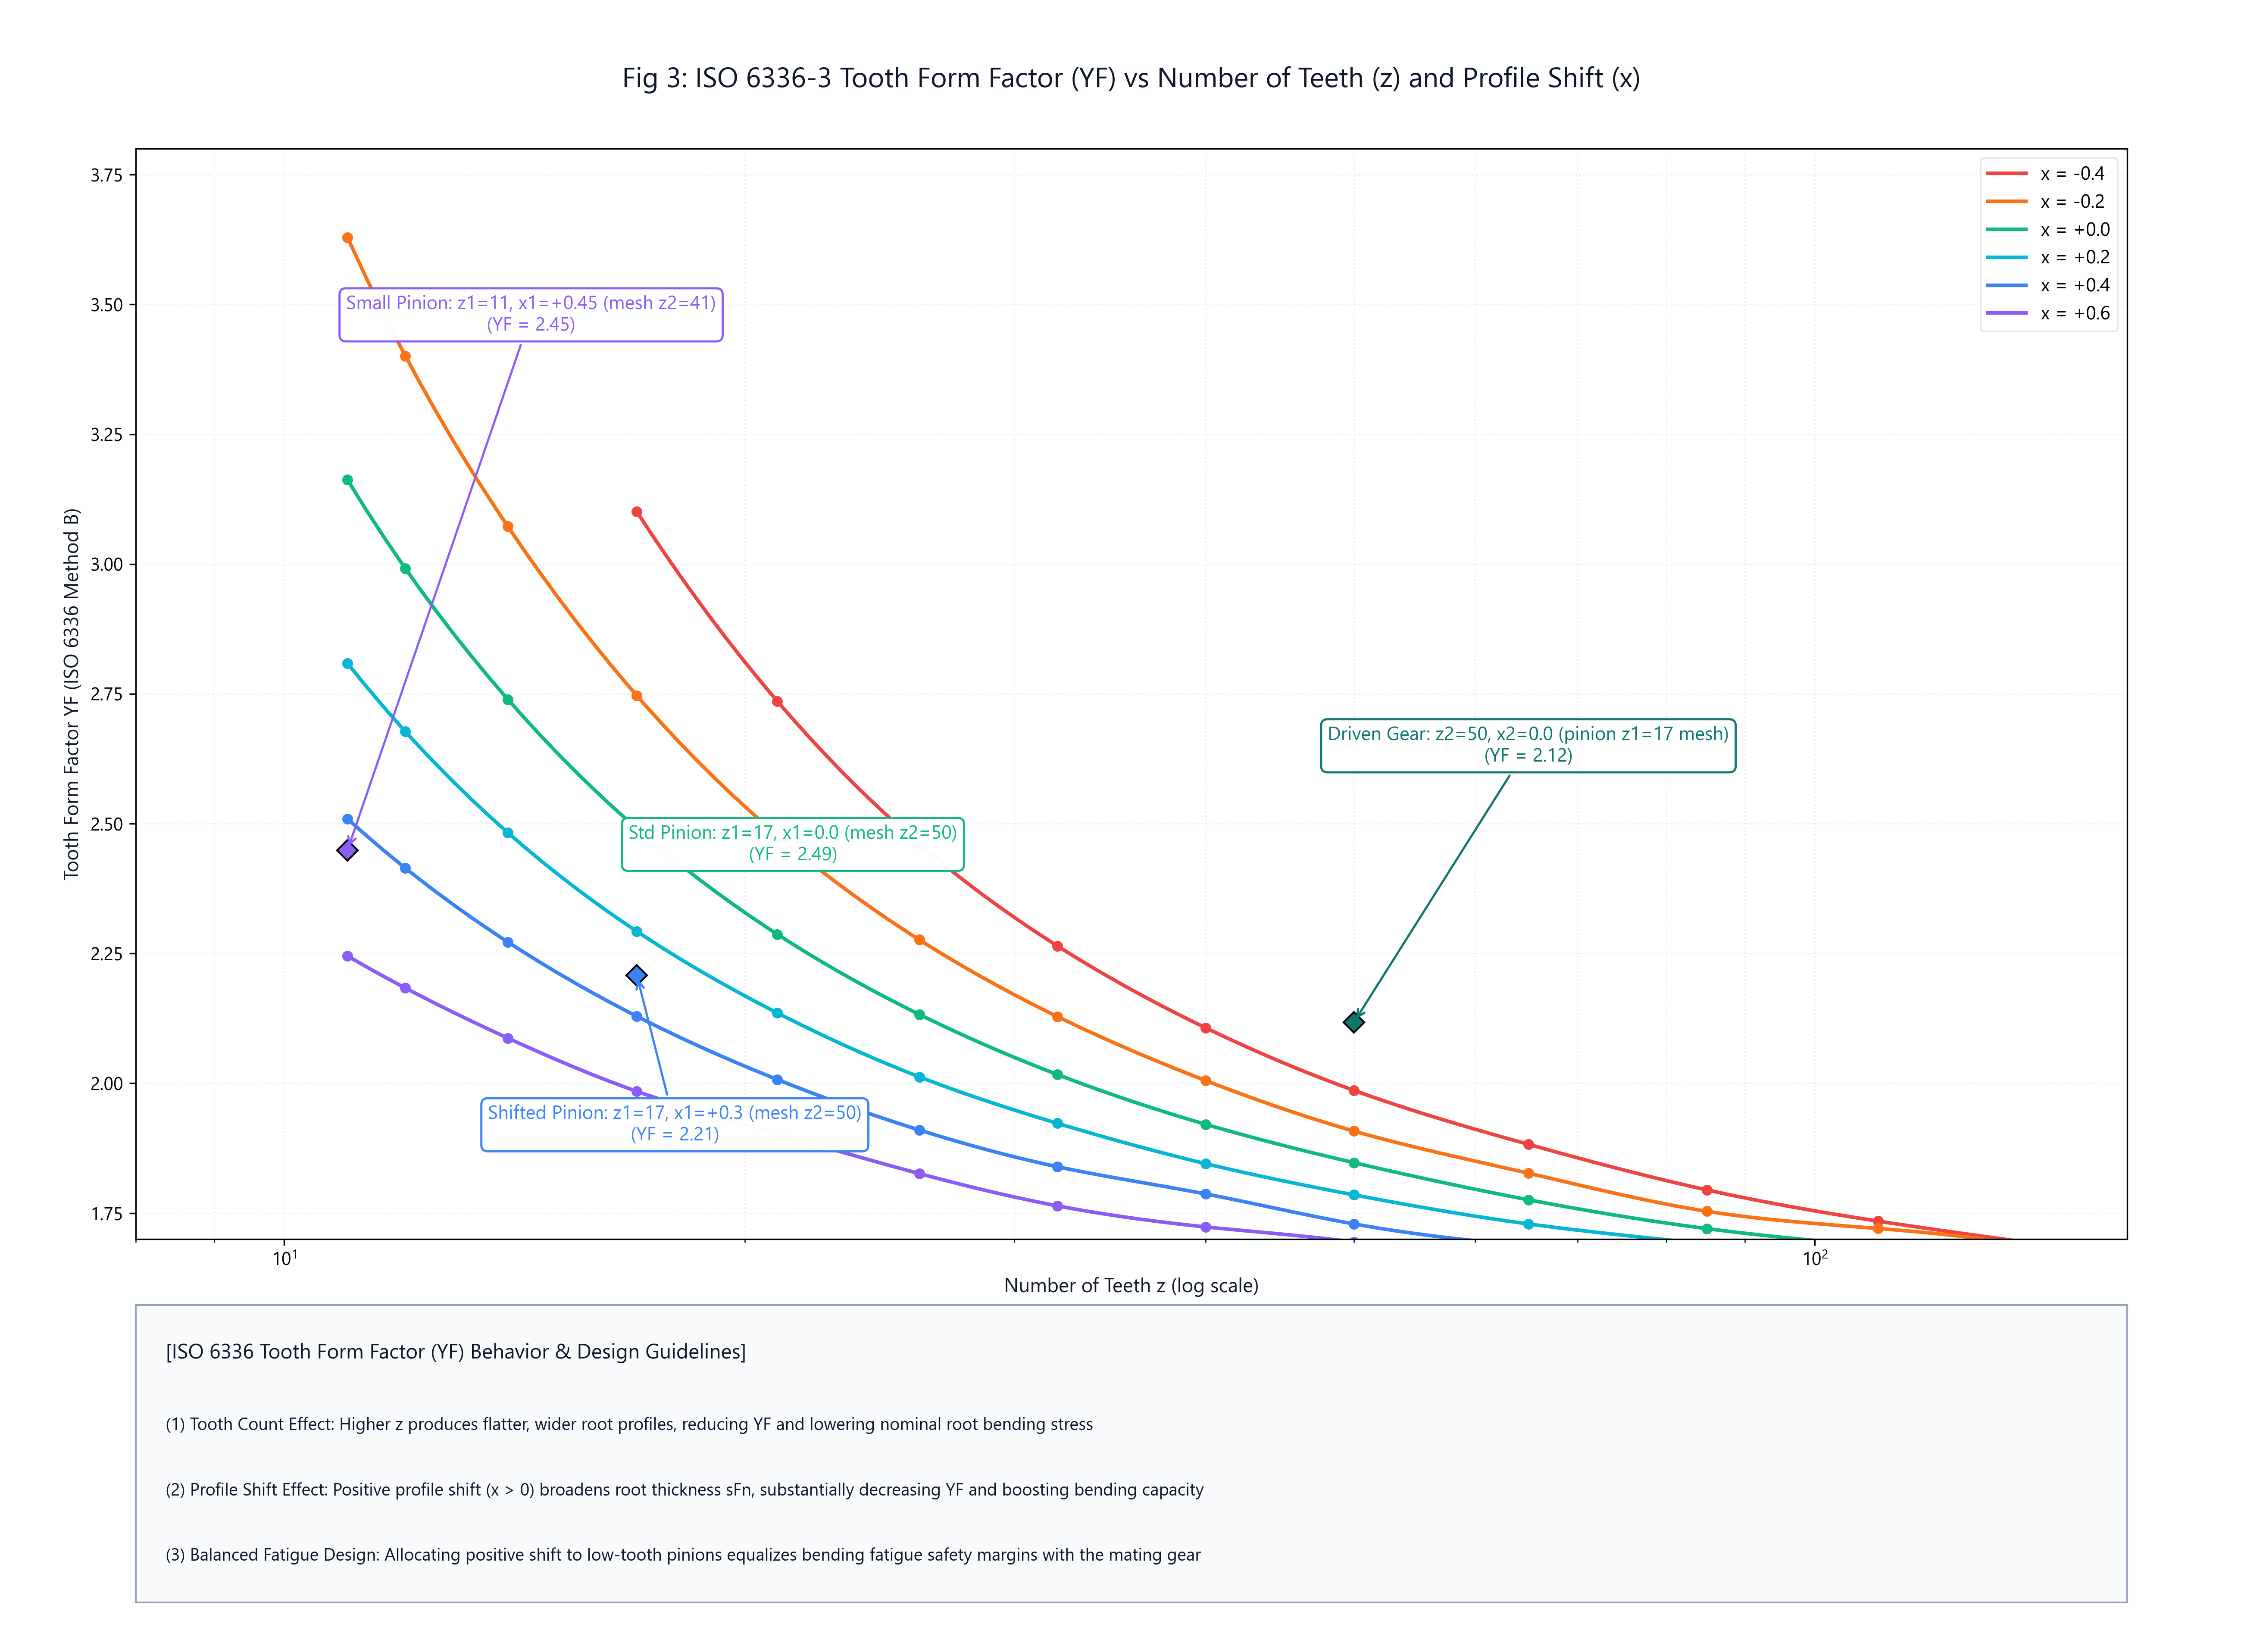 Fig 3: ISO 6336-3 Tooth Form Factor (YF) vs Number of Teeth (z) and Profile Shift (x)
Tooth Form Factor YF (ISO 6336 Method B)
3.75
3.50
3.25
3.00
2.75
2.50
2.25
2.00
1.75
x = -0.4
x = -0.2
x = +0.0
x = +0.2
x = +0.4
x = +0.6
Small Pinion: z1=11, x1=+0.45 (mesh z2=41)
(YF = 2.45)
Driven Gear: z2=50, x2=0.0 (pinion z1=17 mesh)
(YF = 2.12)
Std Pinion: z1=17, x1=0.0 (mesh z2=50)
(YF = 2.49)
Shifted Pinion: z1=17, x1=+0.3 (mesh z2=50)
(YF = 2.21)
10¹
10²
Number of Teeth z (log scale)
[ISO 6336 Tooth Form Factor (YF) Behavior & Design Guidelines]
(1) Tooth Count Effect: Higher z produces flatter, wider root profiles, reducing YF and lowering nominal root bending stress
(2) Profile Shift Effect: Positive profile shift (x > 0) broadens root thickness sFn, substantially decreasing YF and boosting bending capacity
(3) Balanced Fatigue Design: Allocating positive shift to low-tooth pinions equalizes bending fatigue safety margins with the mating gear